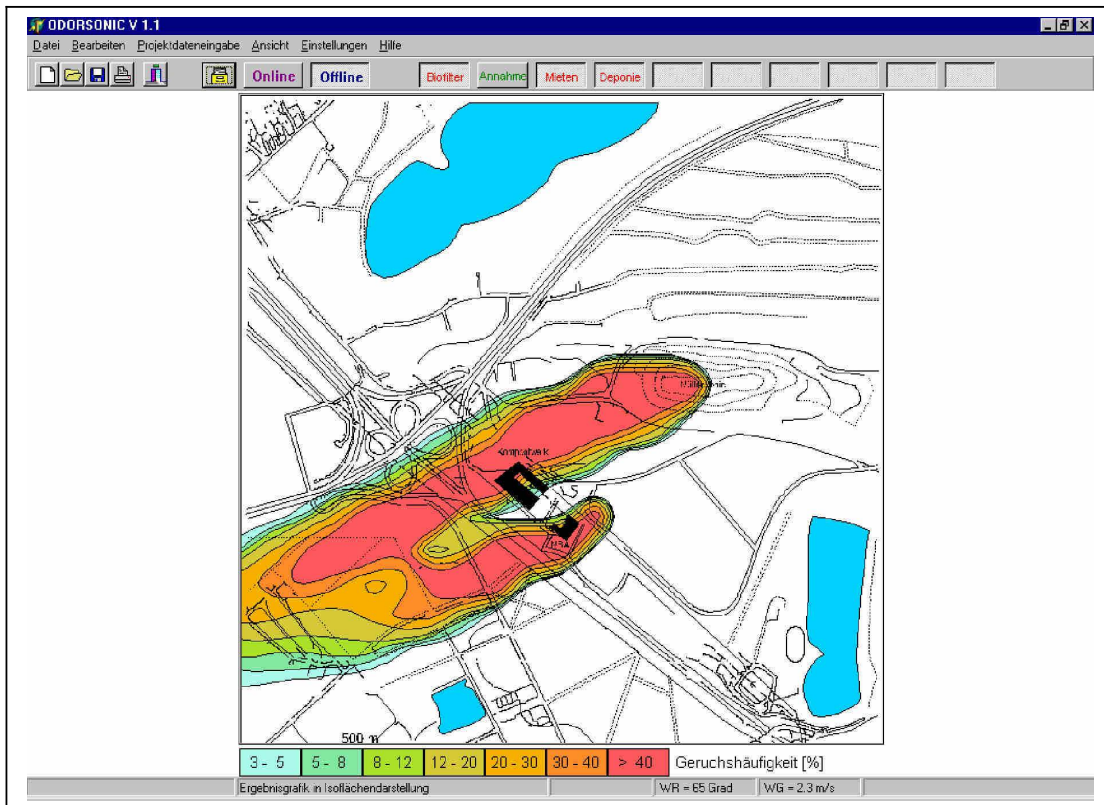 ODORSONIC V 1.1
Datei Bearbeiten Projektdateneingabe Ansicht Einstellungen Hilfe
Online Offline Biofilter Annahme Mieten Deponie
Kompostwerk
MBA
500 m
3 - 5 5 - 8 8 - 12 12 - 20 20 - 30 30 - 40 > 40 Geruchshäufigkeit [%]
Ergebnisgrafik in Isoflächendarstellung WR = 65 Grad WG = 2.3 m/s